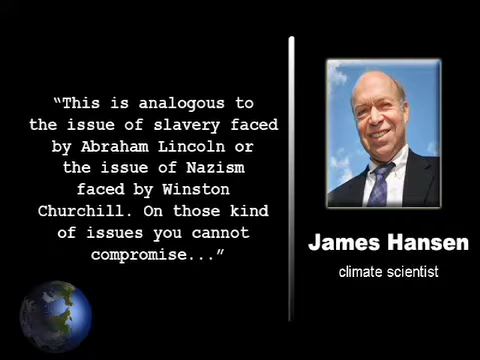 “This is analogous to
the issue of slavery faced
by Abraham Lincoln or
the issue of Nazism
faced by Winston
Churchill. On those kind
of issues you cannot
compromise...”
James Hansen
climate scientist